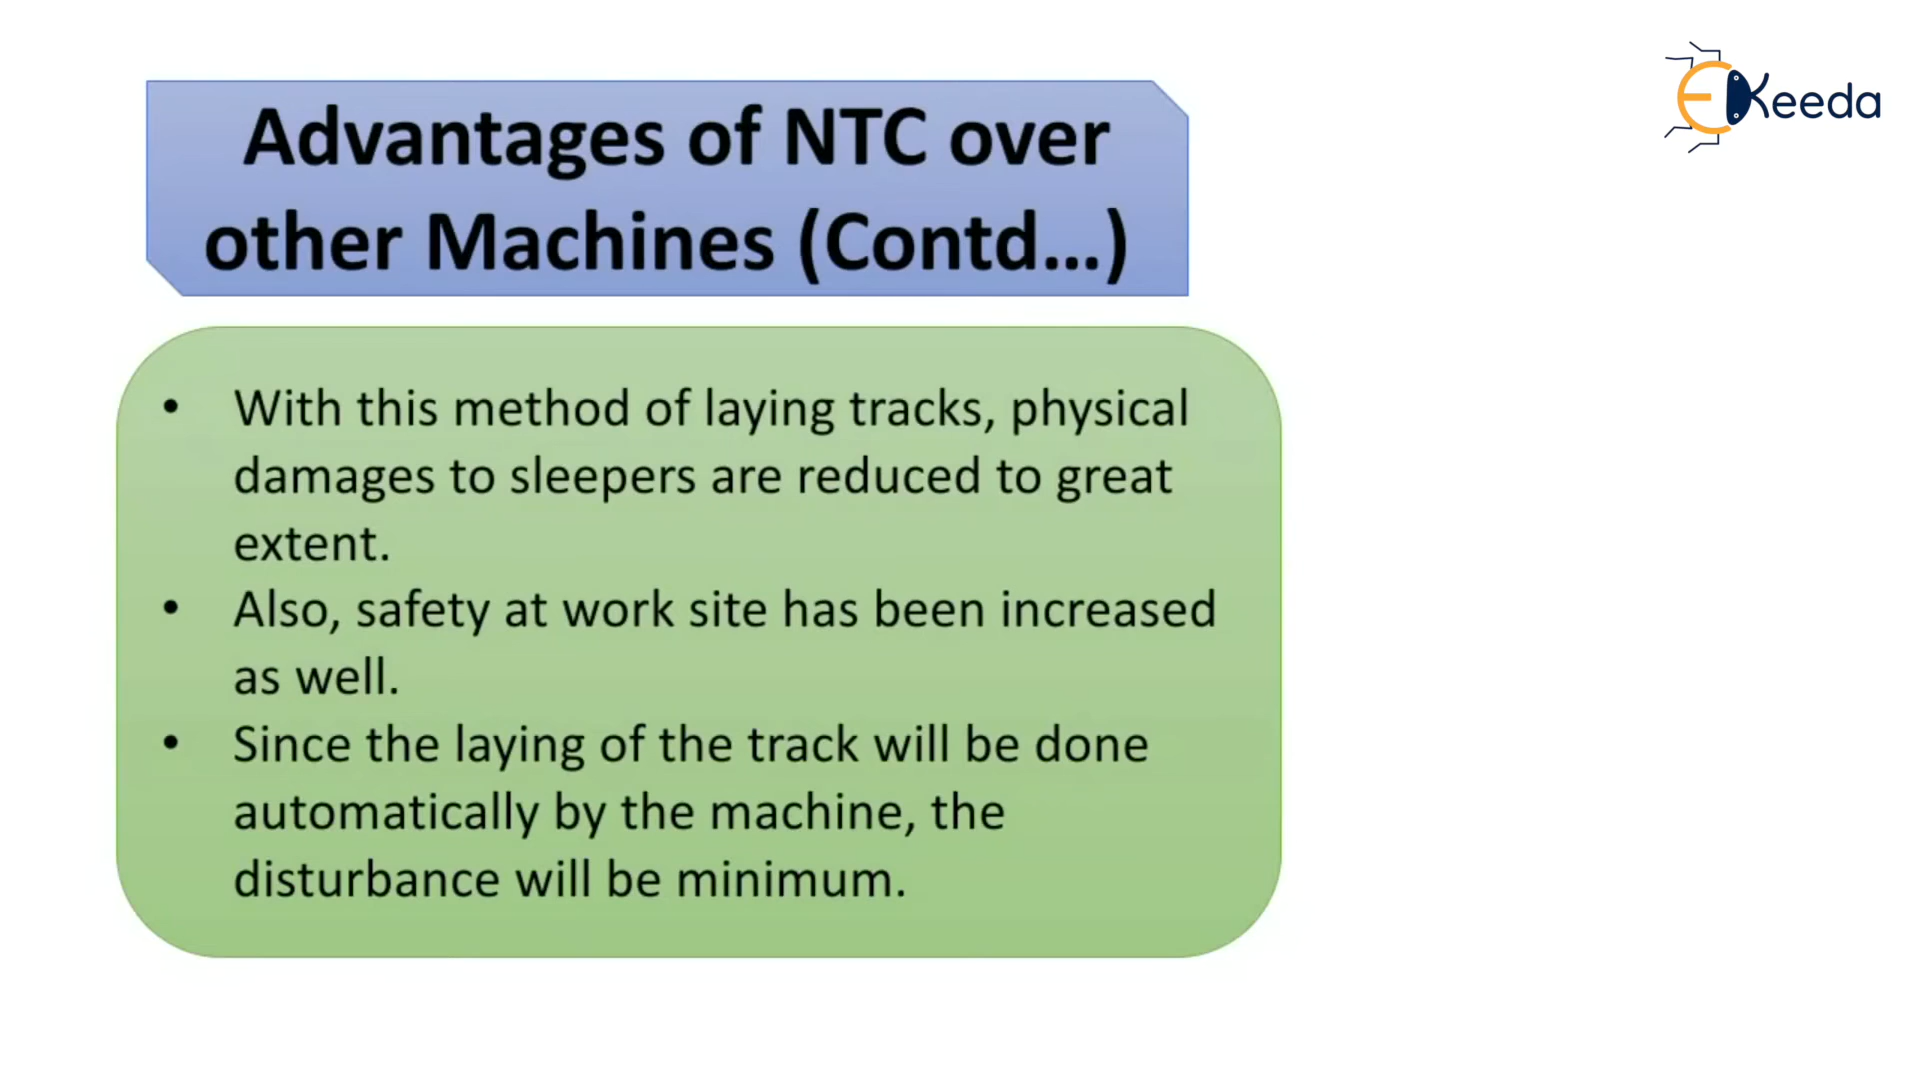 EKeeda
Advantages of NTC over
other Machines (Contd...)
• With this method of laying tracks, physical
damages to sleepers are reduced to great
extent.
• Also, safety at work site has been increased
as well.
• Since the laying of the track will be done
automatically by the machine, the
disturbance will be minimum.